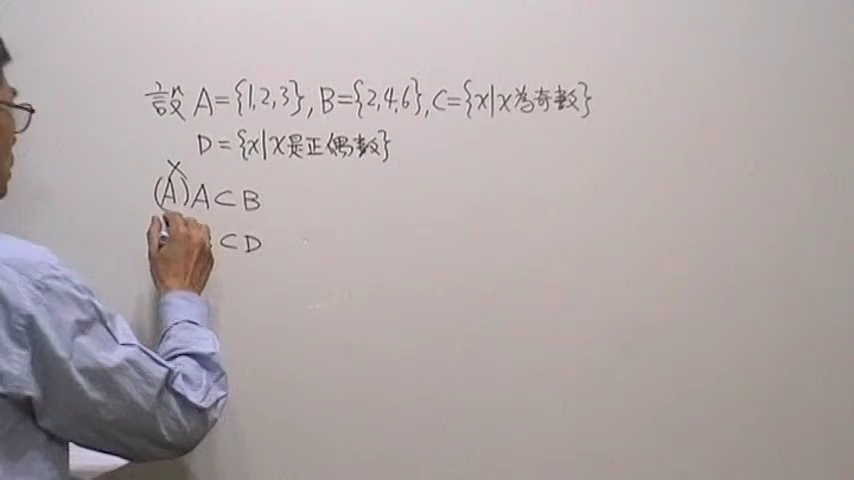 設 A={1,2,3}, B={2,4,6}, C={x|x為奇數}
D={x|x是正偶數}
(A) A⊂B
⊂D